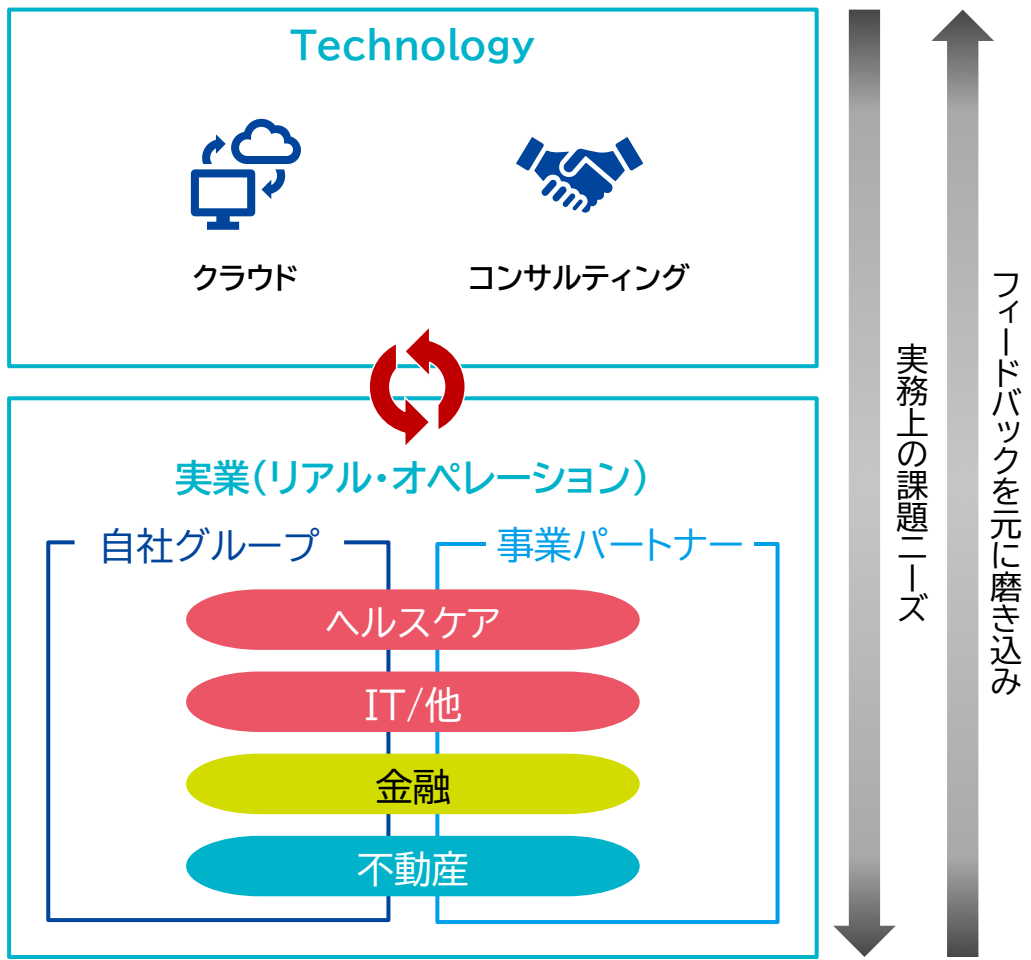 Technology
クラウド
コンサルティング
実業(リアル・オペレーション)
自社グループ
事業パートナー
ヘルスケア
IT/他
金融
不動産
実務上の課題ニーズ
フィードバックを元に磨き込み